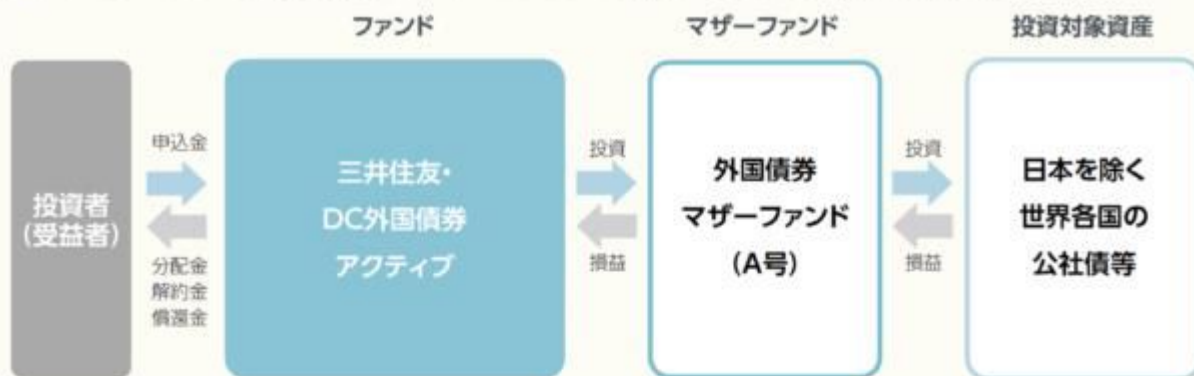 ファンド
マザーファンド
投資対象資産
投資者
(受益者)
申込金
分配金
解約金
償還金
三井住友・
DC外国債券
アクティブ
投資
損益
外国債券
マザーファンド
(A号)
投資
損益
日本を除く
世界各国の
公社債等